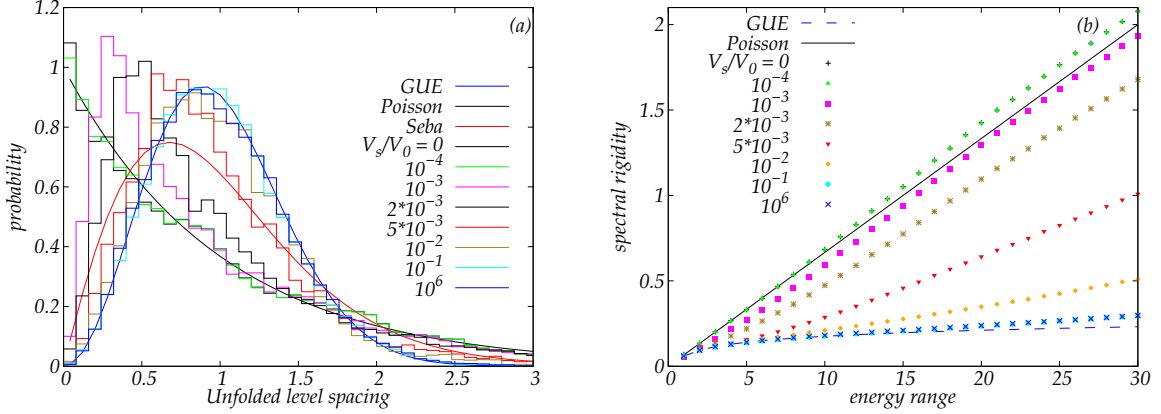 (a)
1.2
1
0.8
0.6
0.4
0.2
0
probability
GUE
Poisson
Seba
V_s/V_0 = 0
10^-4
10^-3
2*10^-3
5*10^-3
10^-2
10^-1
10^6
0 0.5 1 1.5 2 2.5 3
Unfolded level spacing
(b)
2
1.5
1
0.5
0
spectral rigidity
GUE
Poisson
V_s/V_0 = 0
10^-4
10^-3
2*10^-3
5*10^-3
10^-2
10^-1
10^6
0 5 10 15 20 25 30
energy range